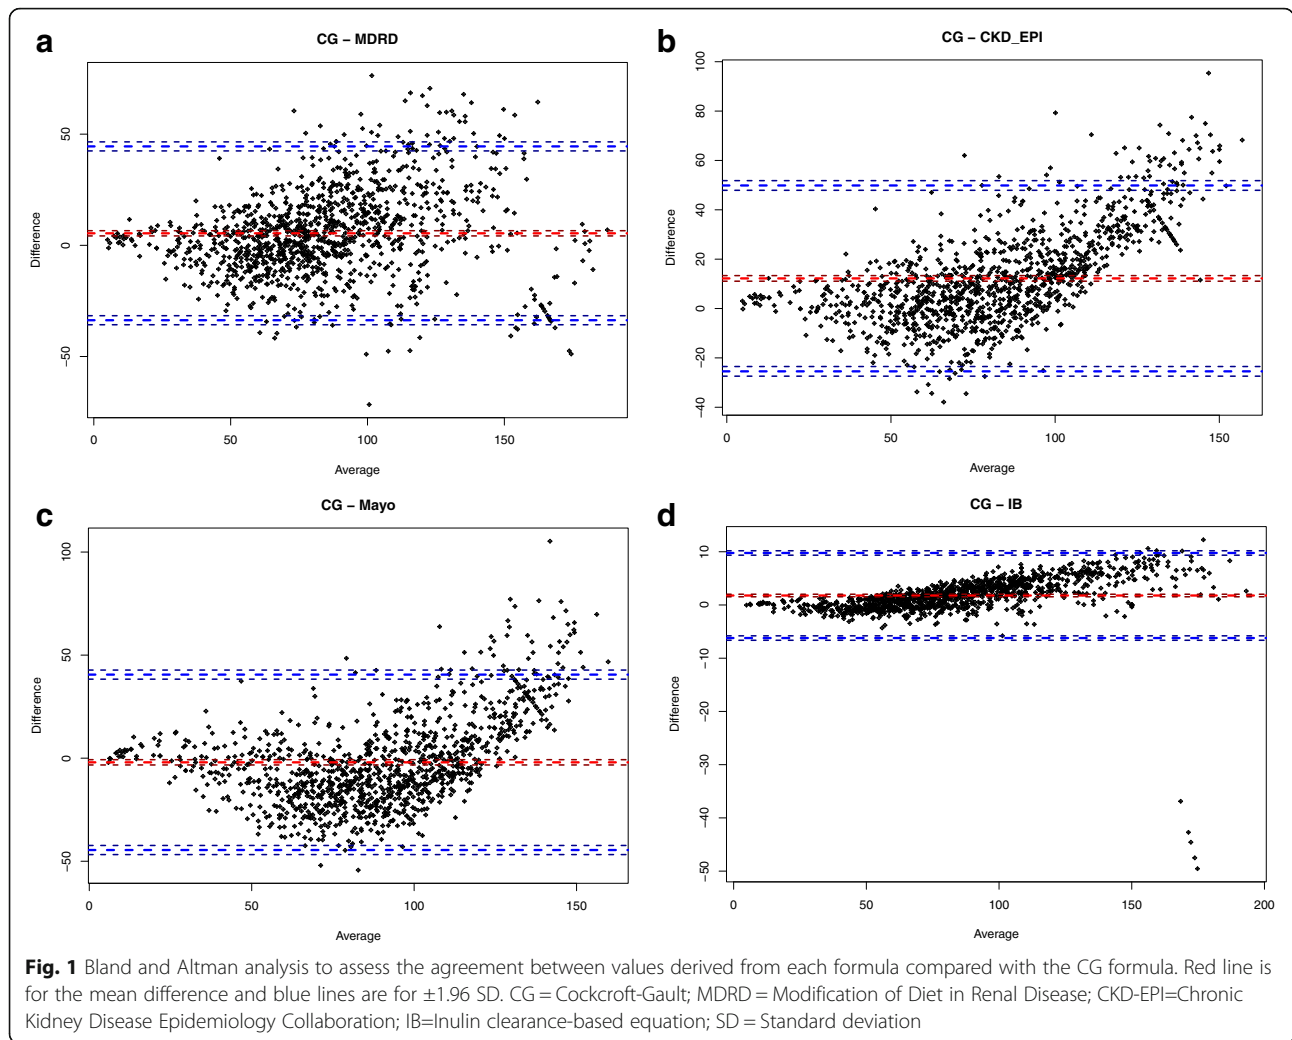 a
CG – MDRD
Difference
50
0
−50
0 50 100 150
Average
b
CG – CKD_EPI
Difference
100
80
60
40
20
0
−20
−40
0 50 100 150
Average
c
CG – Mayo
Difference
100
50
0
−50
0 50 100 150
Average
d
CG – IB
Difference
10
0
−10
−20
−30
−40
−50
0 50 100 150 200
Average
Fig. 1 Bland and Altman analysis to assess the agreement between values derived from each formula compared with the CG formula. Red line is
for the mean difference and blue lines are for ±1.96 SD. CG = Cockcroft-Gault; MDRD = Modification of Diet in Renal Disease; CKD-EPI=Chronic
Kidney Disease Epidemiology Collaboration; IB=Inulin clearance-based equation; SD = Standard deviation